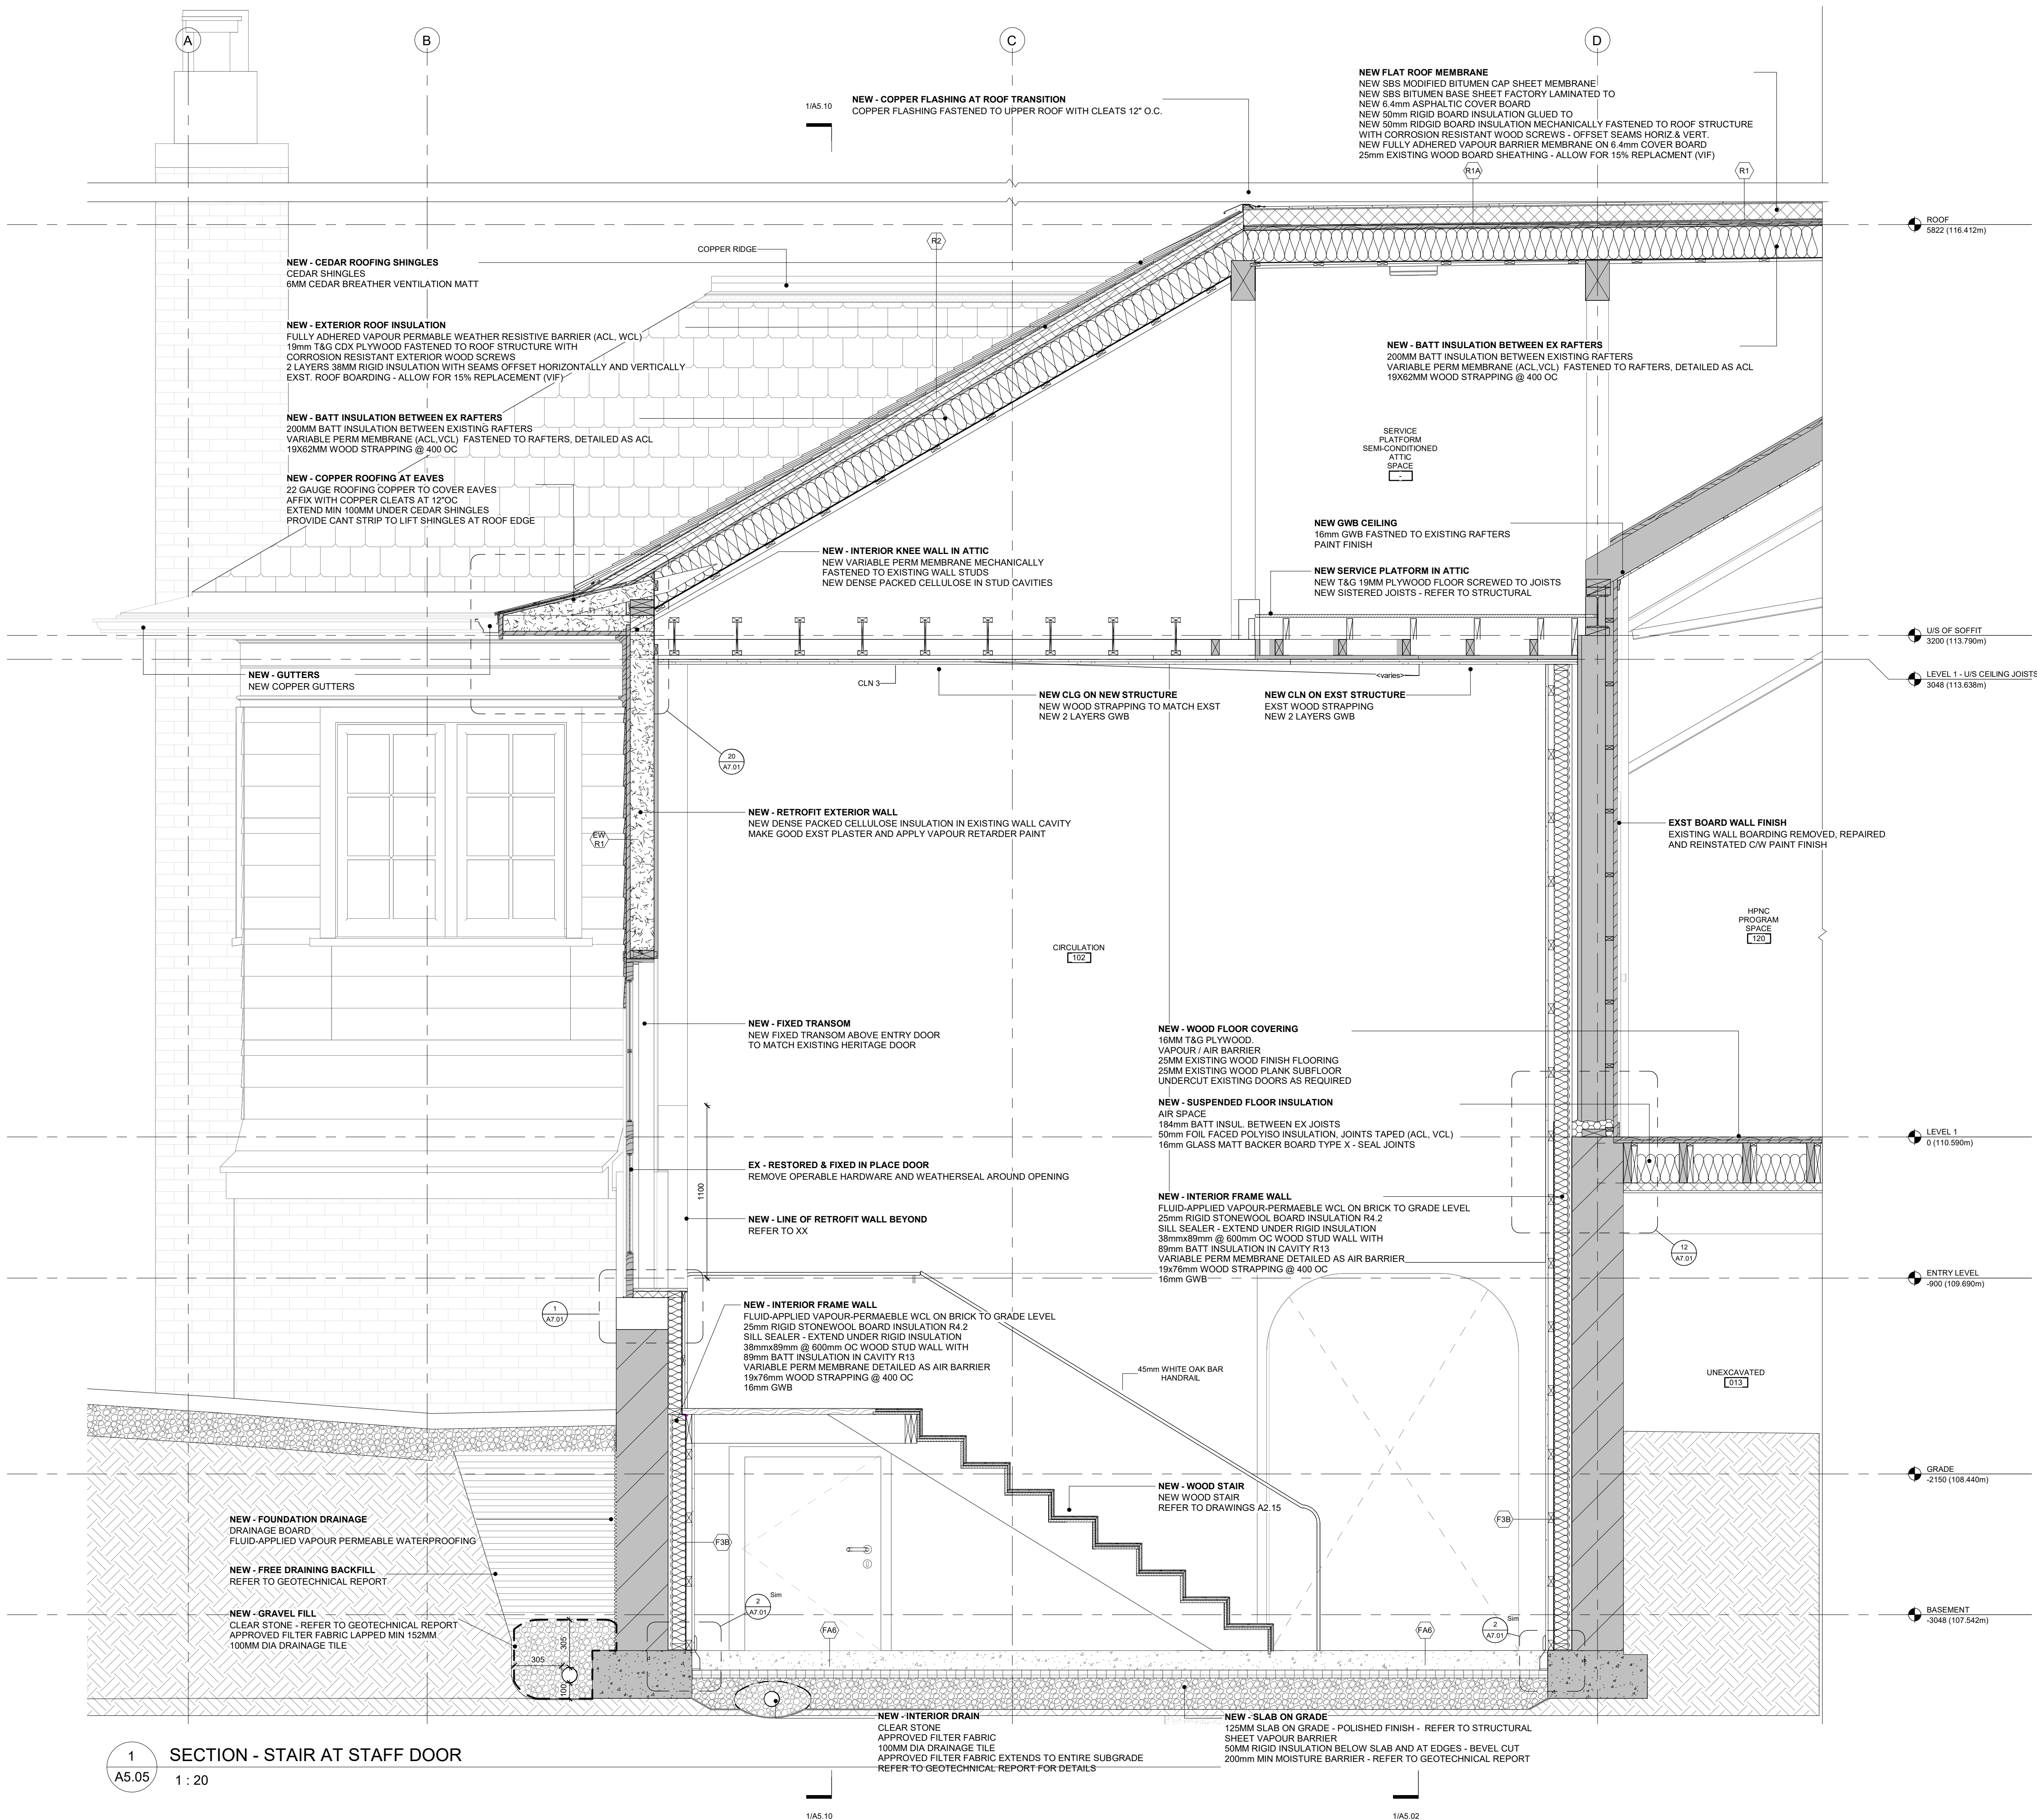 A
B
C
D
1/A5.10
NEW - COPPER FLASHING AT ROOF TRANSITION
COPPER FLASHING FASTENED TO UPPER ROOF WITH CLEATS 12" O.C.
NEW FLAT ROOF MEMBRANE
NEW SBS MODIFIED BITUMEN CAP SHEET MEMBRANE
NEW SBS BITUMEN BASE SHEET FACTORY LAMINATED TO
NEW 6.4mm ASPHALTIC COVER BOARD
NEW 50mm RIGID BOARD INSULATION GLUED TO
NEW 50mm RIDGID BOARD INSULATION MECHANICALLY FASTENED TO ROOF STRUCTURE
WITH CORROSION RESISTANT WOOD SCREWS - OFFSET SEAMS HORIZ.& VERT.
NEW FULLY ADHERED VAPOUR BARRIER MEMBRANE ON 6.4mm COVER BOARD
25mm EXISTING WOOD BOARD SHEATHING - ALLOW FOR 15% REPLACMENT (VIF)
R1A
R1
ROOF
5822 (116.412m)
R2
COPPER RIDGE
NEW - CEDAR ROOFING SHINGLES
CEDAR SHINGLES
6MM CEDAR BREATHER VENTILATION MATT
NEW - EXTERIOR ROOF INSULATION
FULLY ADHERED VAPOUR PERMABLE WEATHER RESISTIVE BARRIER (ACL, WCL)
19mm T&G CDX PLYWOOD FASTENED TO ROOF STRUCTURE WITH
CORROSION RESISTANT EXTERIOR WOOD SCREWS
2 LAYERS 38MM RIGID INSULATION WITH SEAMS OFFSET HORIZONTALLY AND VERTICALLY
EXST. ROOF BOARDING - ALLOW FOR 15% REPLACEMENT (VIF)
NEW - BATT INSULATION BETWEEN EX RAFTERS
200MM BATT INSULATION BETWEEN EXISTING RAFTERS
VARIABLE PERM MEMBRANE (ACL,VCL) FASTENED TO RAFTERS, DETAILED AS ACL
19X62MM WOOD STRAPPING @ 400 OC
NEW - COPPER ROOFING AT EAVES
22 GAUGE ROOFING COPPER TO COVER EAVES
AFFIX WITH COPPER CLEATS AT 12"OC
EXTEND MIN 100MM UNDER CEDAR SHINGLES
PROVIDE CANT STRIP TO LIFT SHINGLES AT ROOF EDGE
NEW - BATT INSULATION BETWEEN EX RAFTERS
200MM BATT INSULATION BETWEEN EXISTING RAFTERS
VARIABLE PERM MEMBRANE (ACL,VCL) FASTENED TO RAFTERS, DETAILED AS ACL
19X62MM WOOD STRAPPING @ 400 OC
SERVICE
PLATFORM
SEMI-CONDITIONED
ATTIC
SPACE
-
NEW GWB CEILING
16mm GWB FASTNED TO EXISTING RAFTERS
PAINT FINISH
NEW - INTERIOR KNEE WALL IN ATTIC
NEW VARIABLE PERM MEMBRANE MECHANICALLY
FASTENED TO EXISTING WALL STUDS
NEW DENSE PACKED CELLULOSE IN STUD CAVITIES
NEW SERVICE PLATFORM IN ATTIC
NEW T&G 19MM PLYWOOD FLOOR SCREWED TO JOISTS
NEW SISTERED JOISTS - REFER TO STRUCTURAL
U/S OF SOFFIT
3200 (113.790m)
LEVEL 1 - U/S CEILING JOISTS
3048 (113.638m)
NEW - GUTTERS
NEW COPPER GUTTERS
CLN 3
<varies>
NEW CLG ON NEW STRUCTURE
NEW WOOD STRAPPING TO MATCH EXST
NEW 2 LAYERS GWB
NEW CLN ON EXST STRUCTURE
EXST WOOD STRAPPING
NEW 2 LAYERS GWB
20
A7.01
NEW - RETROFIT EXTERIOR WALL
NEW DENSE PACKED CELLULOSE INSULATION IN EXISTING WALL CAVITY
MAKE GOOD EXST PLASTER AND APPLY VAPOUR RETARDER PAINT
EW
R1
EXST BOARD WALL FINISH
EXISTING WALL BOARDING REMOVED, REPAIRED
AND REINSTATED C/W PAINT FINISH
HPNC
PROGRAM
SPACE
120
CIRCULATION
102
NEW - FIXED TRANSOM
NEW FIXED TRANSOM ABOVE ENTRY DOOR
TO MATCH EXISTING HERITAGE DOOR
NEW - WOOD FLOOR COVERING
16MM T&G PLYWOOD.
VAPOUR / AIR BARRIER
25MM EXISTING WOOD FINISH FLOORING
25MM EXISTING WOOD PLANK SUBFLOOR
UNDERCUT EXISTING DOORS AS REQUIRED
NEW - SUSPENDED FLOOR INSULATION
AIR SPACE
184mm BATT INSUL. BETWEEN EX JOISTS
50mm FOIL FACED POLYISO INSULATION, JOINTS TAPED (ACL, VCL)
16mm GLASS MATT BACKER BOARD TYPE X - SEAL JOINTS
LEVEL 1
0 (110.590m)
EX - RESTORED & FIXED IN PLACE DOOR
REMOVE OPERABLE HARDWARE AND WEATHERSEAL AROUND OPENING
1100
NEW - LINE OF RETROFIT WALL BEYOND
REFER TO XX
NEW - INTERIOR FRAME WALL
FLUID-APPLIED VAPOUR-PERMAEBLE WCL ON BRICK TO GRADE LEVEL
25mm RIGID STONEWOOL BOARD INSULATION R4.2
SILL SEALER - EXTEND UNDER RIGID INSULATION
38mmx89mm @ 600mm OC WOOD STUD WALL WITH
89mm BATT INSULATION IN CAVITY R13
VARIABLE PERM MEMBRANE DETAILED AS AIR BARRIER
19x76mm WOOD STRAPPING @ 400 OC
16mm GWB
12
A7.01
ENTRY LEVEL
-900 (109.690m)
1
A7.01
NEW - INTERIOR FRAME WALL
FLUID-APPLIED VAPOUR-PERMAEBLE WCL ON BRICK TO GRADE LEVEL
25mm RIGID STONEWOOL BOARD INSULATION R4.2
SILL SEALER - EXTEND UNDER RIGID INSULATION
38mmx89mm @ 600mm OC WOOD STUD WALL WITH
89mm BATT INSULATION IN CAVITY R13
VARIABLE PERM MEMBRANE DETAILED AS AIR BARRIER
19x76mm WOOD STRAPPING @ 400 OC
16mm GWB
45mm WHITE OAK BAR
HANDRAIL
UNEXCAVATED
013
GRADE
-2150 (108.440m)
NEW - WOOD STAIR
NEW WOOD STAIR
REFER TO DRAWINGS A2.15
NEW - FOUNDATION DRAINAGE
DRAINAGE BOARD
FLUID-APPLIED VAPOUR PERMEABLE WATERPROOFING
F3B
F3B
NEW - FREE DRAINING BACKFILL
REFER TO GEOTECHNICAL REPORT
NEW - GRAVEL FILL
CLEAR STONE - REFER TO GEOTECHNICAL REPORT
APPROVED FILTER FABRIC LAPPED MIN 152MM
100MM DIA DRAINAGE TILE
305
305
100
2
A7.01
Sim
FA6
FA6
2
A7.01
Sim
BASEMENT
-3048 (107.542m)
NEW - INTERIOR DRAIN
CLEAR STONE
APPROVED FILTER FABRIC
100MM DIA DRAINAGE TILE
APPROVED FILTER FABRIC EXTENDS TO ENTIRE SUBGRADE
REFER TO GEOTECHNICAL REPORT FOR DETAILS
NEW - SLAB ON GRADE
125MM SLAB ON GRADE - POLISHED FINISH - REFER TO STRUCTURAL
SHEET VAPOUR BARRIER
50MM RIGID INSULATION BELOW SLAB AND AT EDGES - BEVEL CUT
200mm MIN MOISTURE BARRIER - REFER TO GEOTECHNICAL REPORT
1
A5.05
SECTION - STAIR AT STAFF DOOR
1 : 20
1/A5.10
1/A5.02